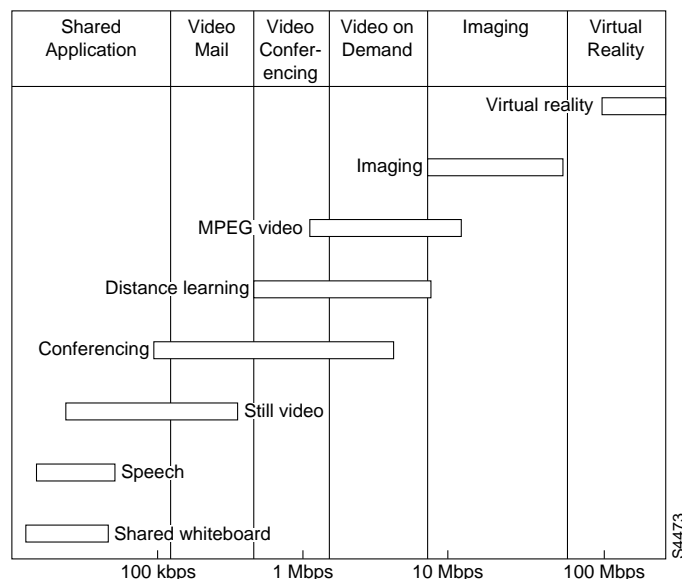 Shared
Application
Video
Mail
Video
Confer-
encing
Video on
Demand
Imaging
Virtual
Reality
Virtual reality
Imaging
MPEG video
Distance learning
Conferencing
Still video
Speech
Shared whiteboard
100 kbps
1 Mbps
10 Mbps
100 Mbps
S4473